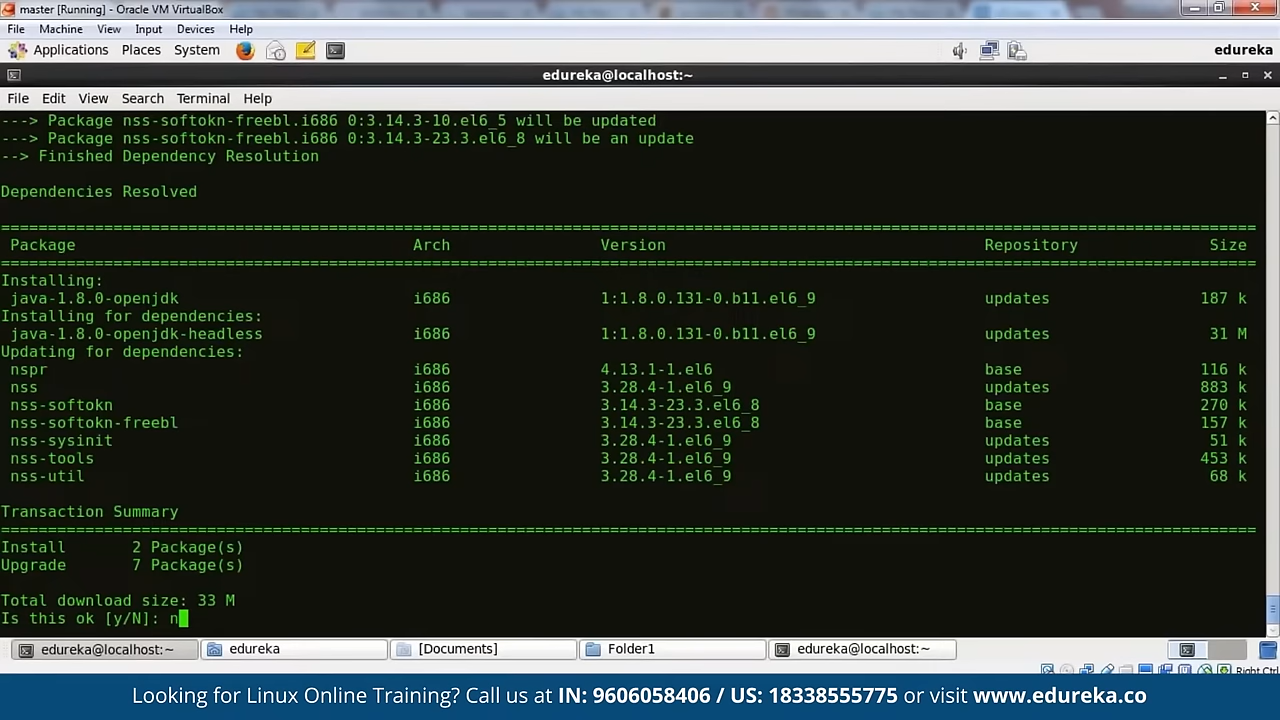 master [Running] - Oracle VM VirtualBox
File Machine View Input Devices Help
Applications Places System edureka
edureka@localhost:~
File Edit View Search Terminal Help
---> Package nss-softokn-freebl.i686 0:3.14.3-10.el6_5 will be updated
---> Package nss-softokn-freebl.i686 0:3.14.3-23.3.el6_8 will be an update
--> Finished Dependency Resolution
Dependencies Resolved
================================================================================
Package Arch Version Repository Size
================================================================================
Installing:
java-1.8.0-openjdk i686 1:1.8.0.131-0.b11.el6_9 updates 187 k
Installing for dependencies:
java-1.8.0-openjdk-headless i686 1:1.8.0.131-0.b11.el6_9 updates 31 M
Updating for dependencies:
nspr i686 4.13.1-1.el6 base 116 k
nss i686 3.28.4-1.el6_9 updates 883 k
nss-softokn i686 3.14.3-23.3.el6_8 base 270 k
nss-softokn-freebl i686 3.14.3-23.3.el6_8 base 157 k
nss-sysinit i686 3.28.4-1.el6_9 updates 51 k
nss-tools i686 3.28.4-1.el6_9 updates 453 k
nss-util i686 3.28.4-1.el6_9 updates 68 k
Transaction Summary
================================================================================
Install 2 Package(s)
Upgrade 7 Package(s)
Total download size: 33 M
Is this ok [y/N]: n
edureka@localhost:~ edureka [Documents] Folder1 edureka@localhost:~
Right Ctrl
Looking for Linux Online Training? Call us at IN: 9606058406 / US: 18338555775 or visit www.edureka.co